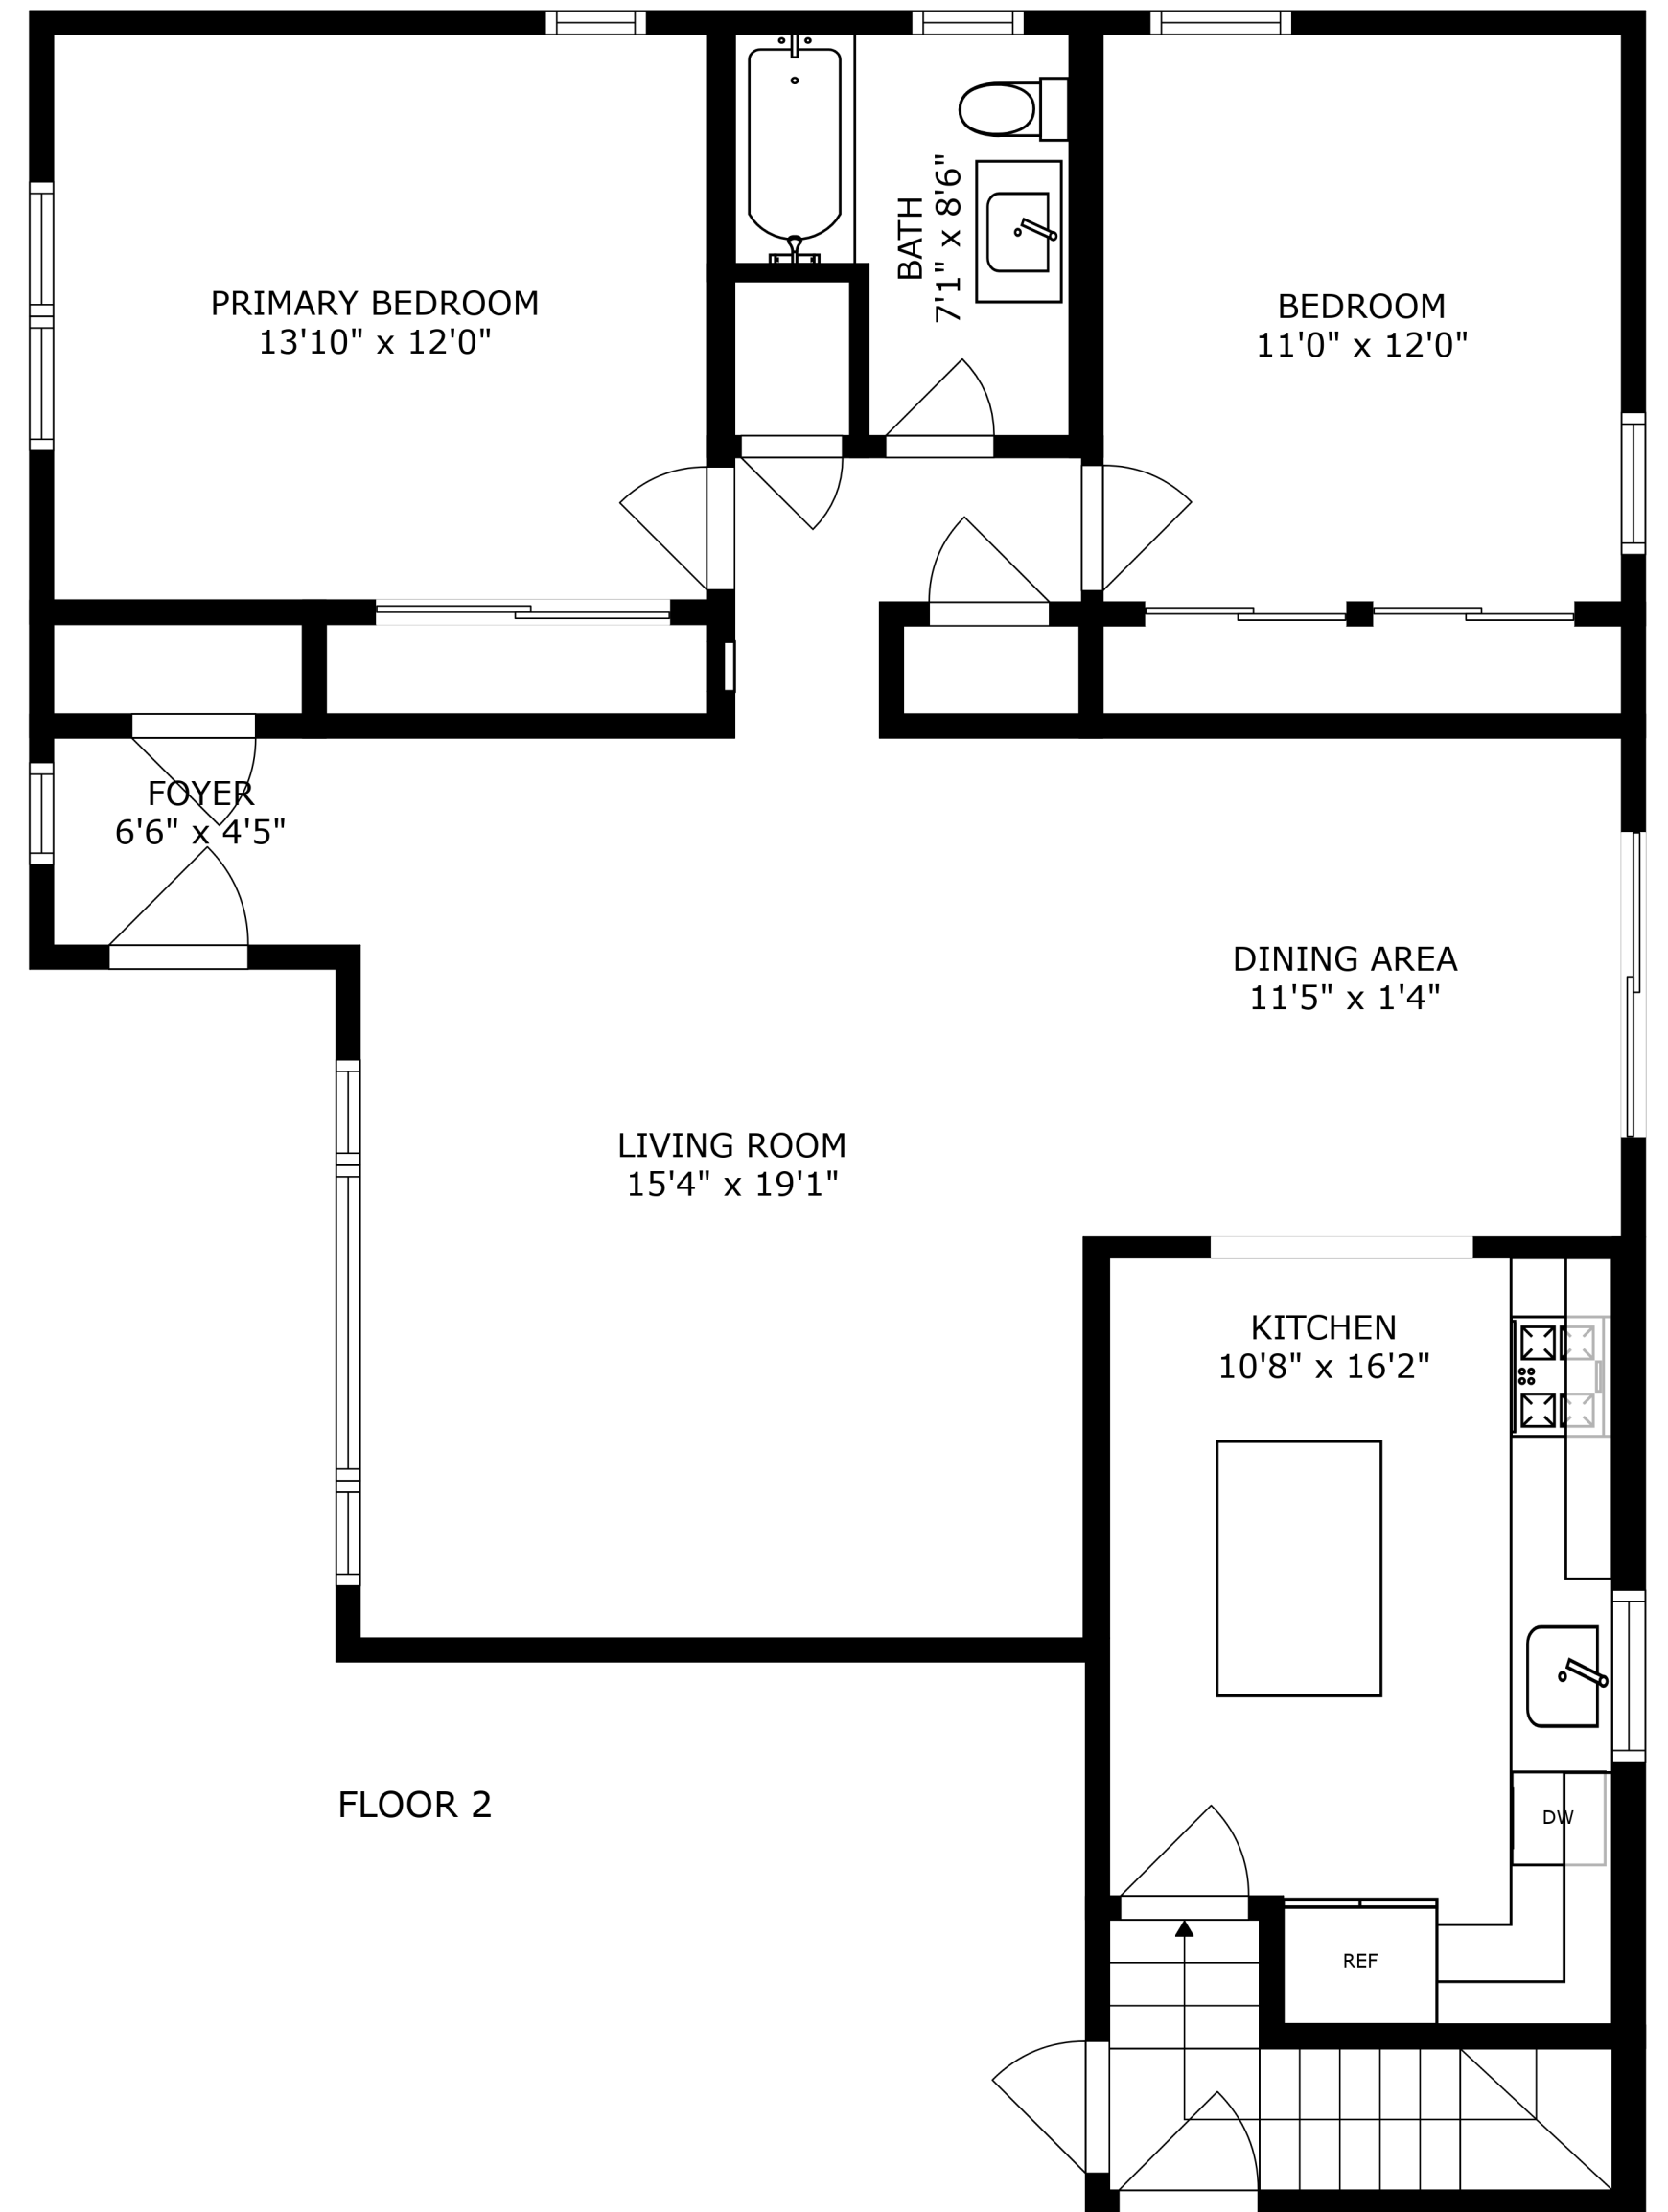 PRIMARY BEDROOM
13'10" x 12'0"
BATH
7'1" x 8'6"
BEDROOM
11'0" x 12'0"
FOYER
6'6" x 4'5"
DINING AREA
11'5" x 1'4"
LIVING ROOM
15'4" x 19'1"
KITCHEN
10'8" x 16'2"
FLOOR 2
DW
REF